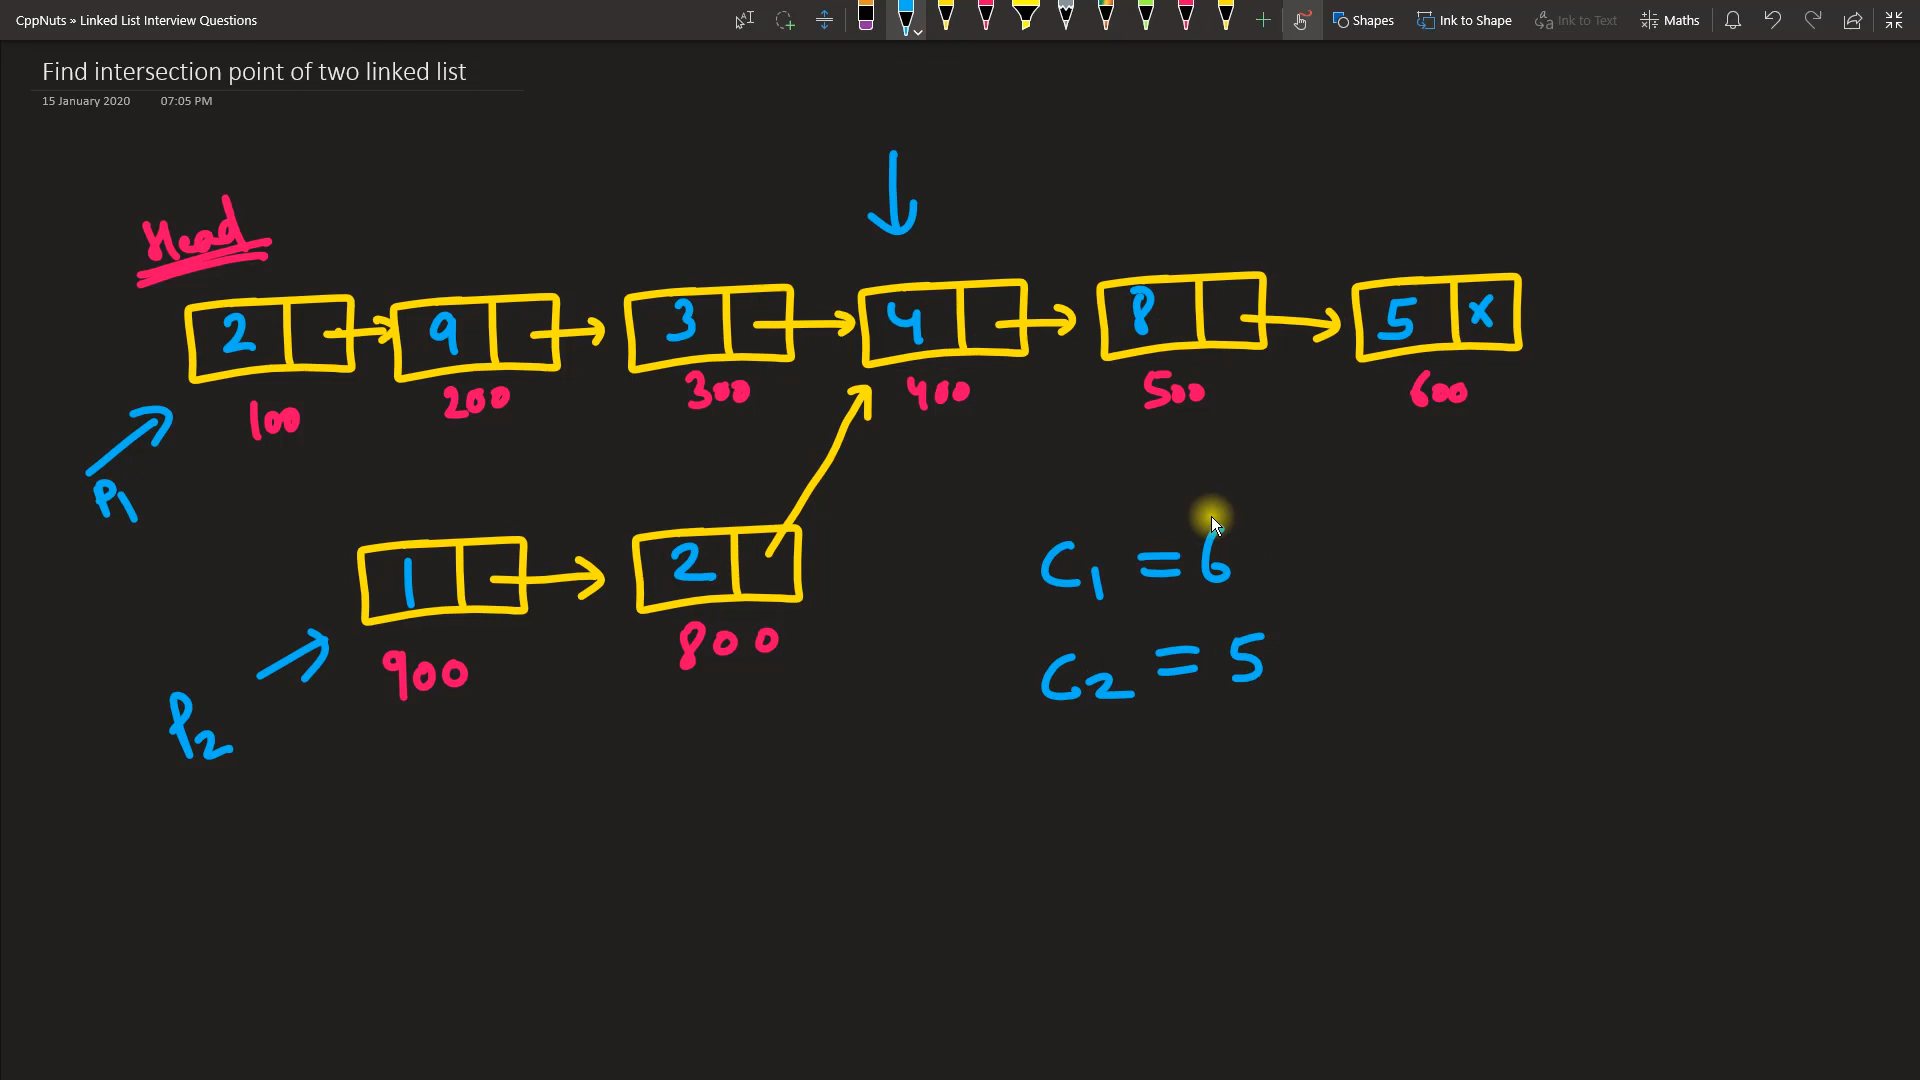 CppNuts » Linked List Interview Questions
Shapes
Ink to Shape
Ink to Text
Maths
Find intersection point of two linked list
15 January 2020 07:05 PM
Head
2 9 3 4 8 5 X
100 200 300 400 500 600
P1
1 2
900 800
P2
C1 = 6
C2 = 5